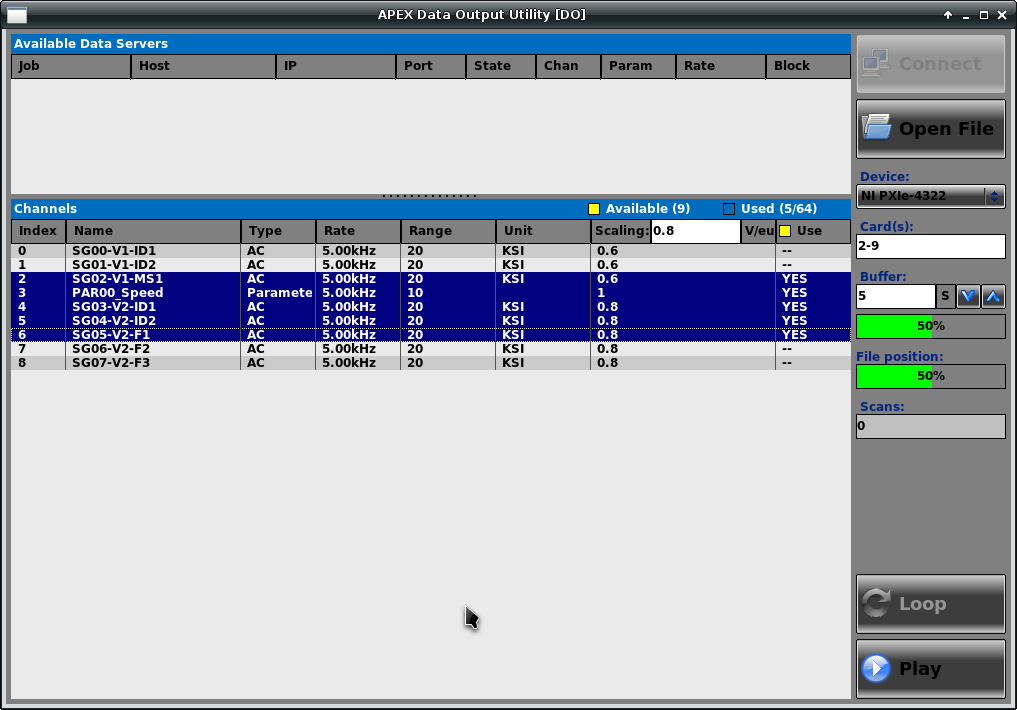 APEX Data Output Utility [DO]
Available Data Servers
Job Host IP Port State Chan Param Rate Block
Channels Available (9) Used (5/64)
Index Name Type Rate Range Unit Scaling: 0.8 V/eu Use
0 SG00-V1-ID1 AC 5.00kHz 20 KSI 0.6 --
1 SG01-V1-ID2 AC 5.00kHz 20 KSI 0.6 --
2 SG02-V1-MS1 AC 5.00kHz 20 KSI 0.6 YES
3 PAR00_Speed Paramete 5.00kHz 10 1 YES
4 SG03-V2-ID1 AC 5.00kHz 20 KSI 0.8 YES
5 SG04-V2-ID2 AC 5.00kHz 20 KSI 0.8 YES
6 SG05-V2-F1 AC 5.00kHz 20 KSI 0.8 YES
7 SG06-V2-F2 AC 5.00kHz 20 KSI 0.8 --
8 SG07-V2-F3 AC 5.00kHz 20 KSI 0.8 --
Connect
Open File
Device:
NI PXIe-4322
Card(s):
2-9
Buffer:
5 S
50%
File position:
50%
Scans:
0
Loop
Play